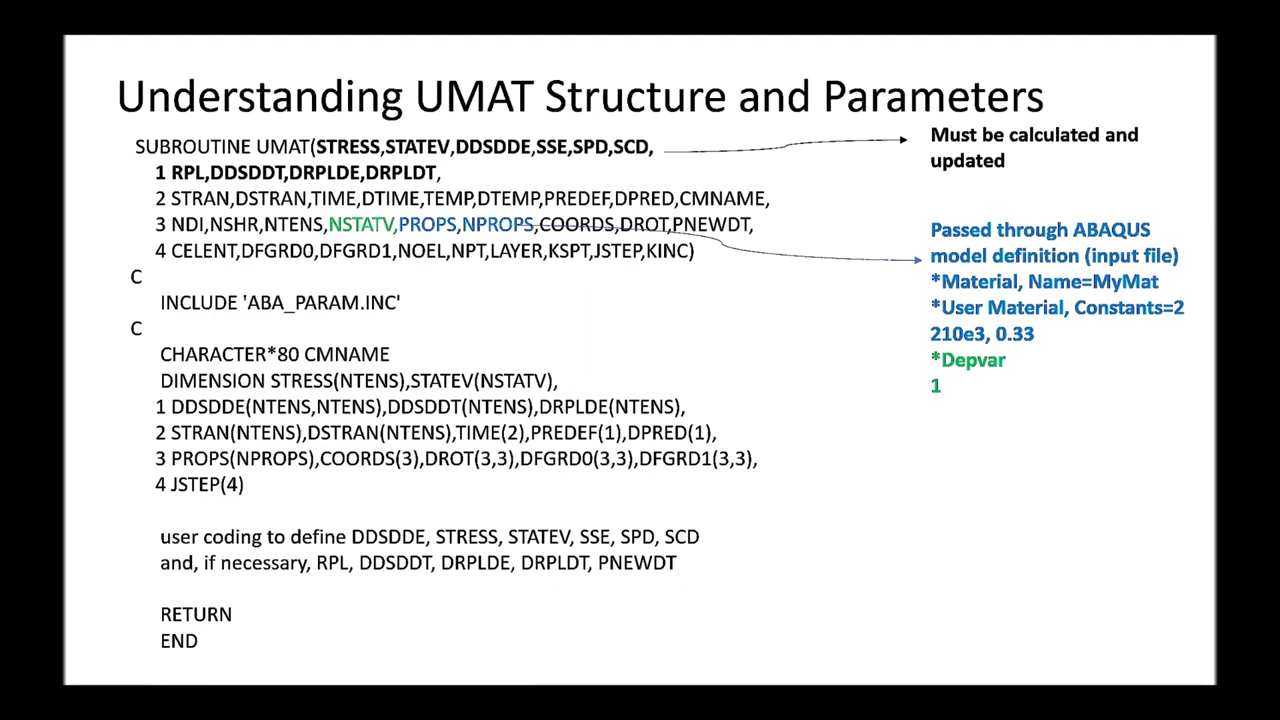 Understanding UMAT Structure and Parameters
SUBROUTINE UMAT(STRESS,STATEV,DDSDDE,SSE,SPD,SCD,
1 RPL,DDSDDT,DRPLDE,DRPLDT,
2 STRAN,DSTRAN,TIME,DTIME,TEMP,DTEMP,PREDEF,DPRED,CMNAME,
3 NDI,NSHR,NTENS,NSTATV,PROPS,NPROPS,COORDS,DROT,PNEWDT,
4 CELENT,DFGRD0,DFGRD1,NOEL,NPT,LAYER,KSPT,JSTEP,KINC)
C
INCLUDE 'ABA_PARAM.INC'
C
CHARACTER*80 CMNAME
DIMENSION STRESS(NTENS),STATEV(NSTATV),
1 DDSDDE(NTENS,NTENS),DDSDDT(NTENS),DRPLDE(NTENS),
2 STRAN(NTENS),DSTRAN(NTENS),TIME(2),PREDEF(1),DPRED(1),
3 PROPS(NPROPS),COORDS(3),DROT(3,3),DFGRD0(3,3),DFGRD1(3,3),
4 JSTEP(4)
user coding to define DDSDDE, STRESS, STATEV, SSE, SPD, SCD
and, if necessary, RPL, DDSDDT, DRPLDE, DRPLDT, PNEWDT
RETURN
END
Must be calculated and
updated
Passed through ABAQUS
model definition (input file)
*Material, Name=MyMat
*User Material, Constants=2
210e3, 0.33
*Depvar
1